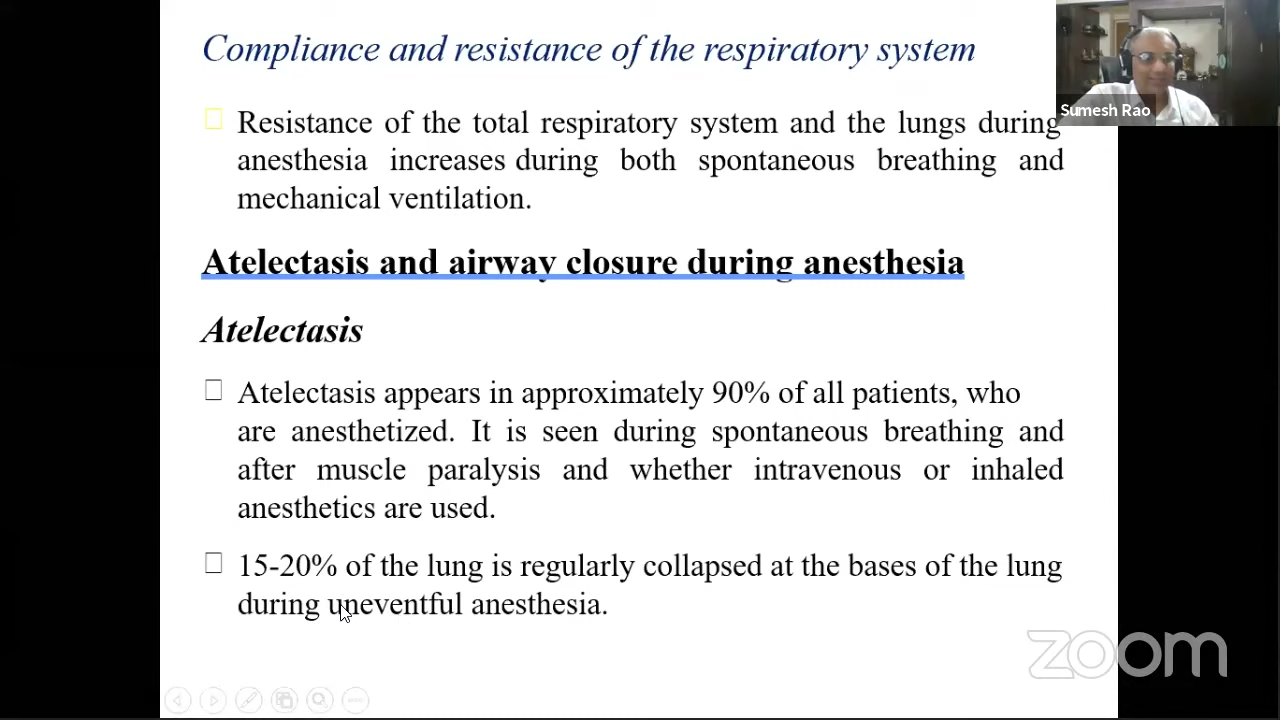 Compliance and resistance of the respiratory system
Sumesh Rao
Resistance of the total respiratory system and the lungs during
anesthesia increases during both spontaneous breathing and
mechanical ventilation.
Atelectasis and airway closure during anesthesia
Atelectasis
Atelectasis appears in approximately 90% of all patients, who
are anesthetized. It is seen during spontaneous breathing and
after muscle paralysis and whether intravenous or inhaled
anesthetics are used.
15-20% of the lung is regularly collapsed at the bases of the lung
during uneventful anesthesia.
zoom